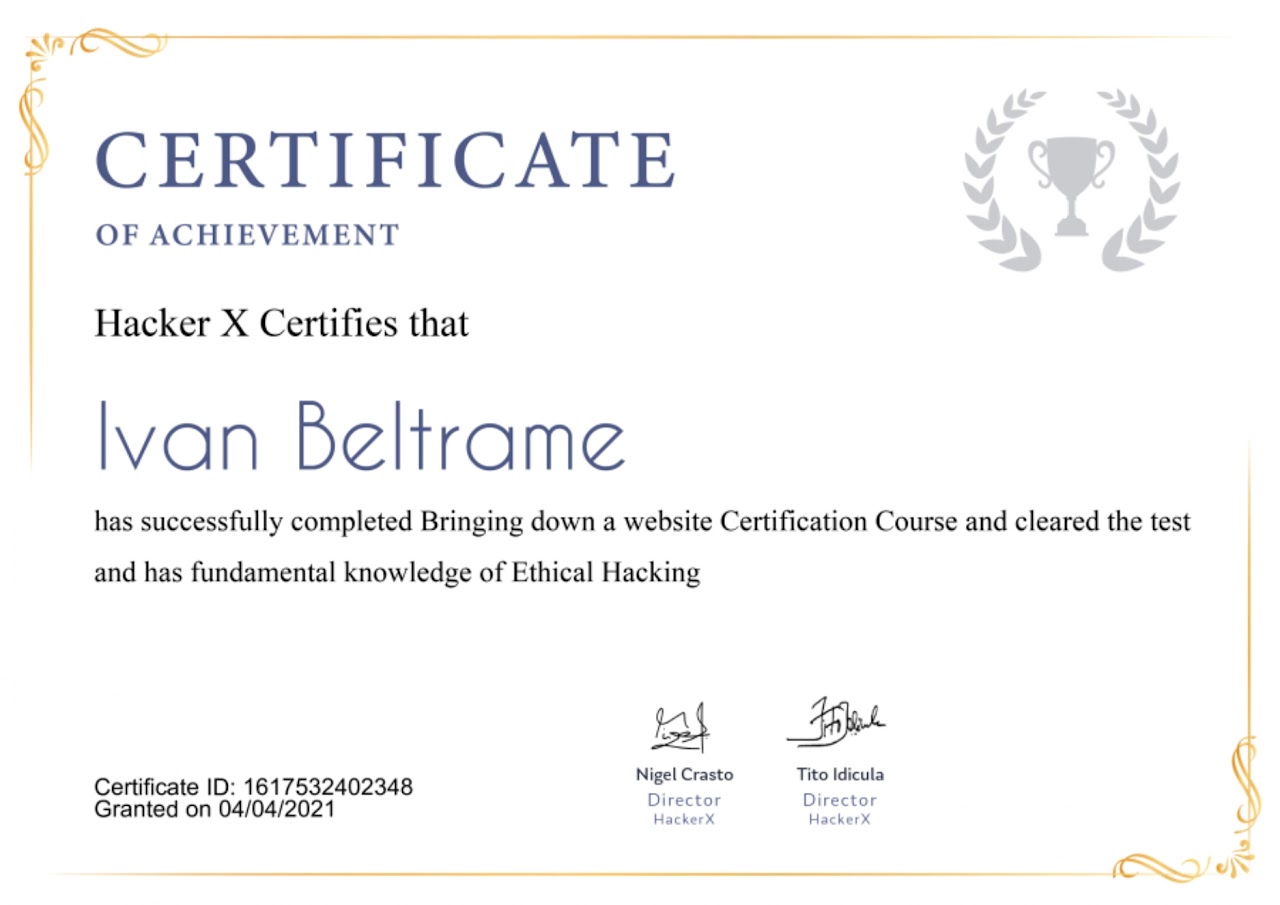 CERTIFICATE
OF ACHIEVEMENT
Hacker X Certifies that
Ivan Beltrame
has successfully completed Bringing down a website Certification Course and cleared the test
and has fundamental knowledge of Ethical Hacking
Certificate ID: 1617532402348
Granted on 04/04/2021
Nigel Crasto
Director
HackerX
Tito Idicula
Director
HackerX